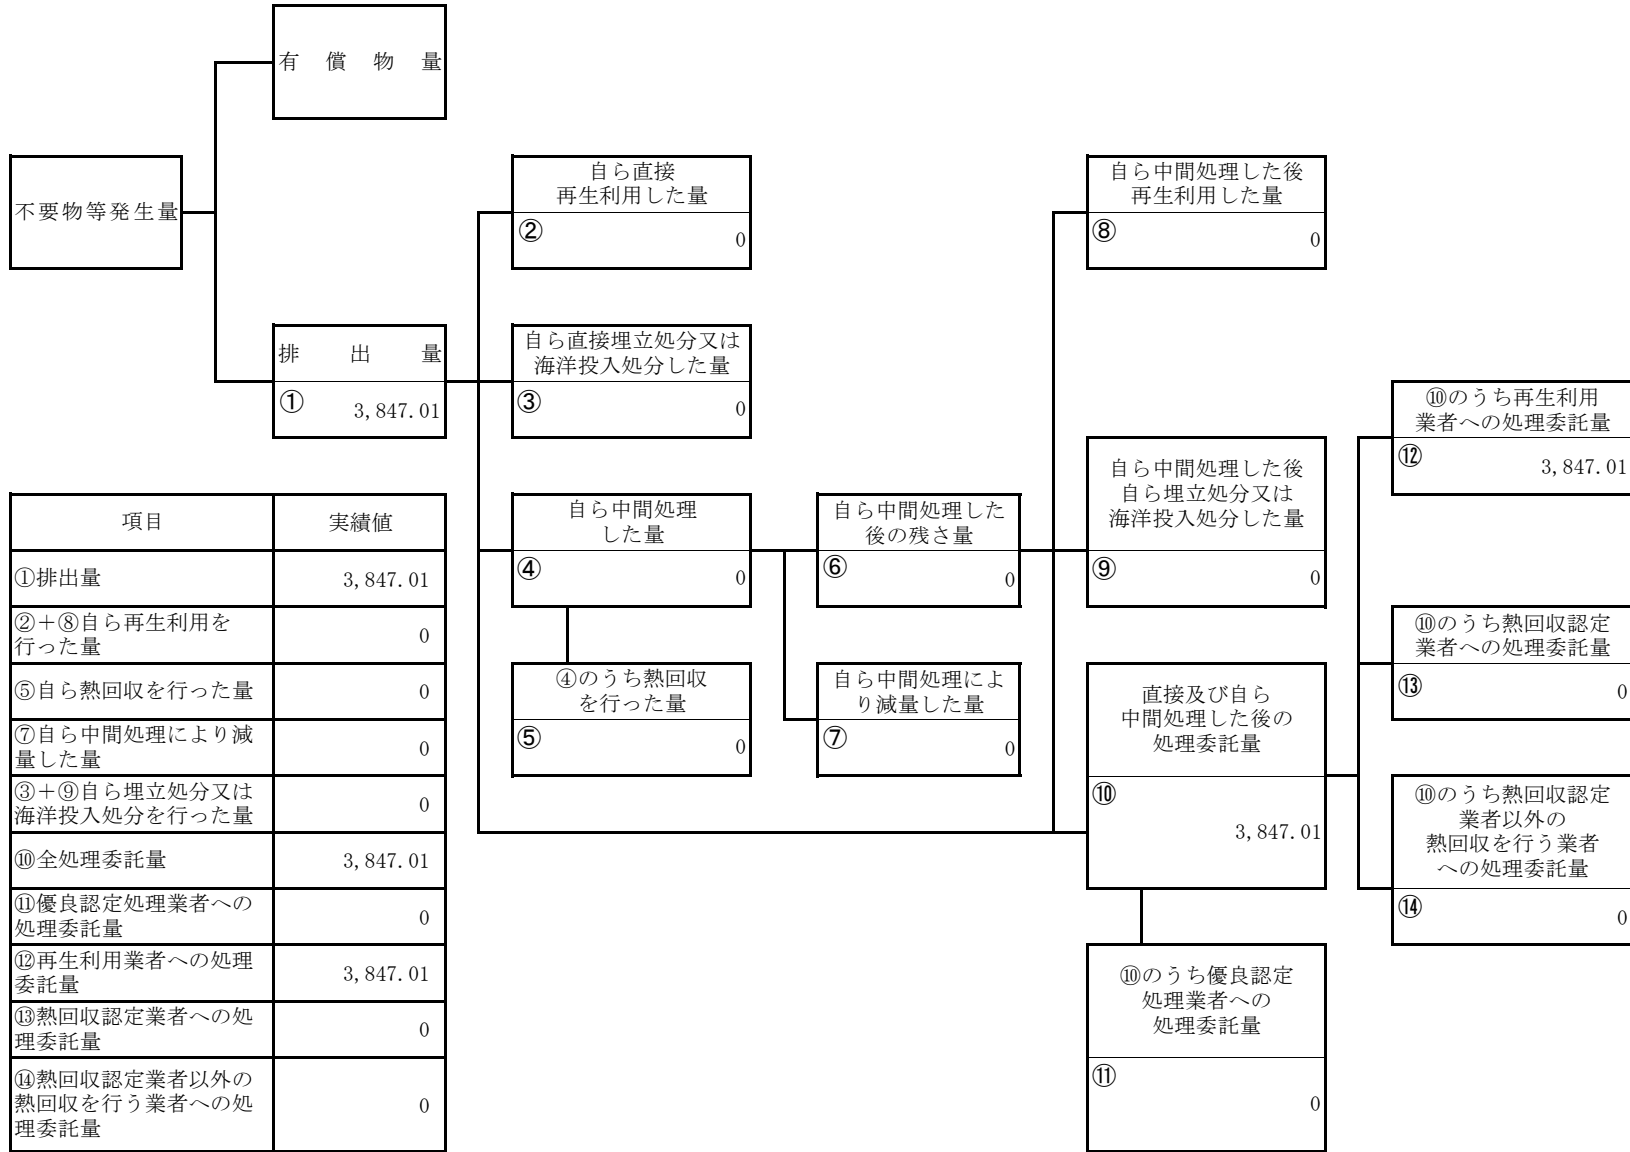 有償物量
不要物等発生量
排出量
① 3,847.01
自ら直接
再生利用した量
② 0
自ら直接埋立処分又は
海洋投入処分した量
③ 0
自ら中間処理
した量
④ 0
④のうち熱回収
を行った量
⑤ 0
自ら中間処理した
後の残さ量
⑥ 0
自ら中間処理によ
り減量した量
⑦ 0
自ら中間処理した後
再生利用した量
⑧ 0
自ら中間処理した後
自ら埋立処分又は
海洋投入処分した量
⑨ 0
直接及び自ら
中間処理した後の
処理委託量
⑩
3,847.01
⑩のうち優良認定
処理業者への
処理委託量
⑪
0
⑩のうち再生利用
業者への処理委託量
⑫ 3,847.01
⑩のうち熱回収認定
業者への処理委託量
⑬ 0
⑩のうち熱回収認定
業者以外の
熱回収を行う業者
への処理委託量
⑭ 0
項目 実績値
①排出量 3,847.01
②＋⑧自ら再生利用を
行った量 0
⑤自ら熱回収を行った量 0
⑦自ら中間処理により減
量した量 0
③＋⑨自ら埋立処分又は
海洋投入処分を行った量 0
⑩全処理委託量 3,847.01
⑪優良認定処理業者への
処理委託量 0
⑫再生利用業者への処理
委託量 3,847.01
⑬熱回収認定業者への処
理委託量 0
⑭熱回収認定業者以外の
熱回収を行う業者への処
理委託量 0